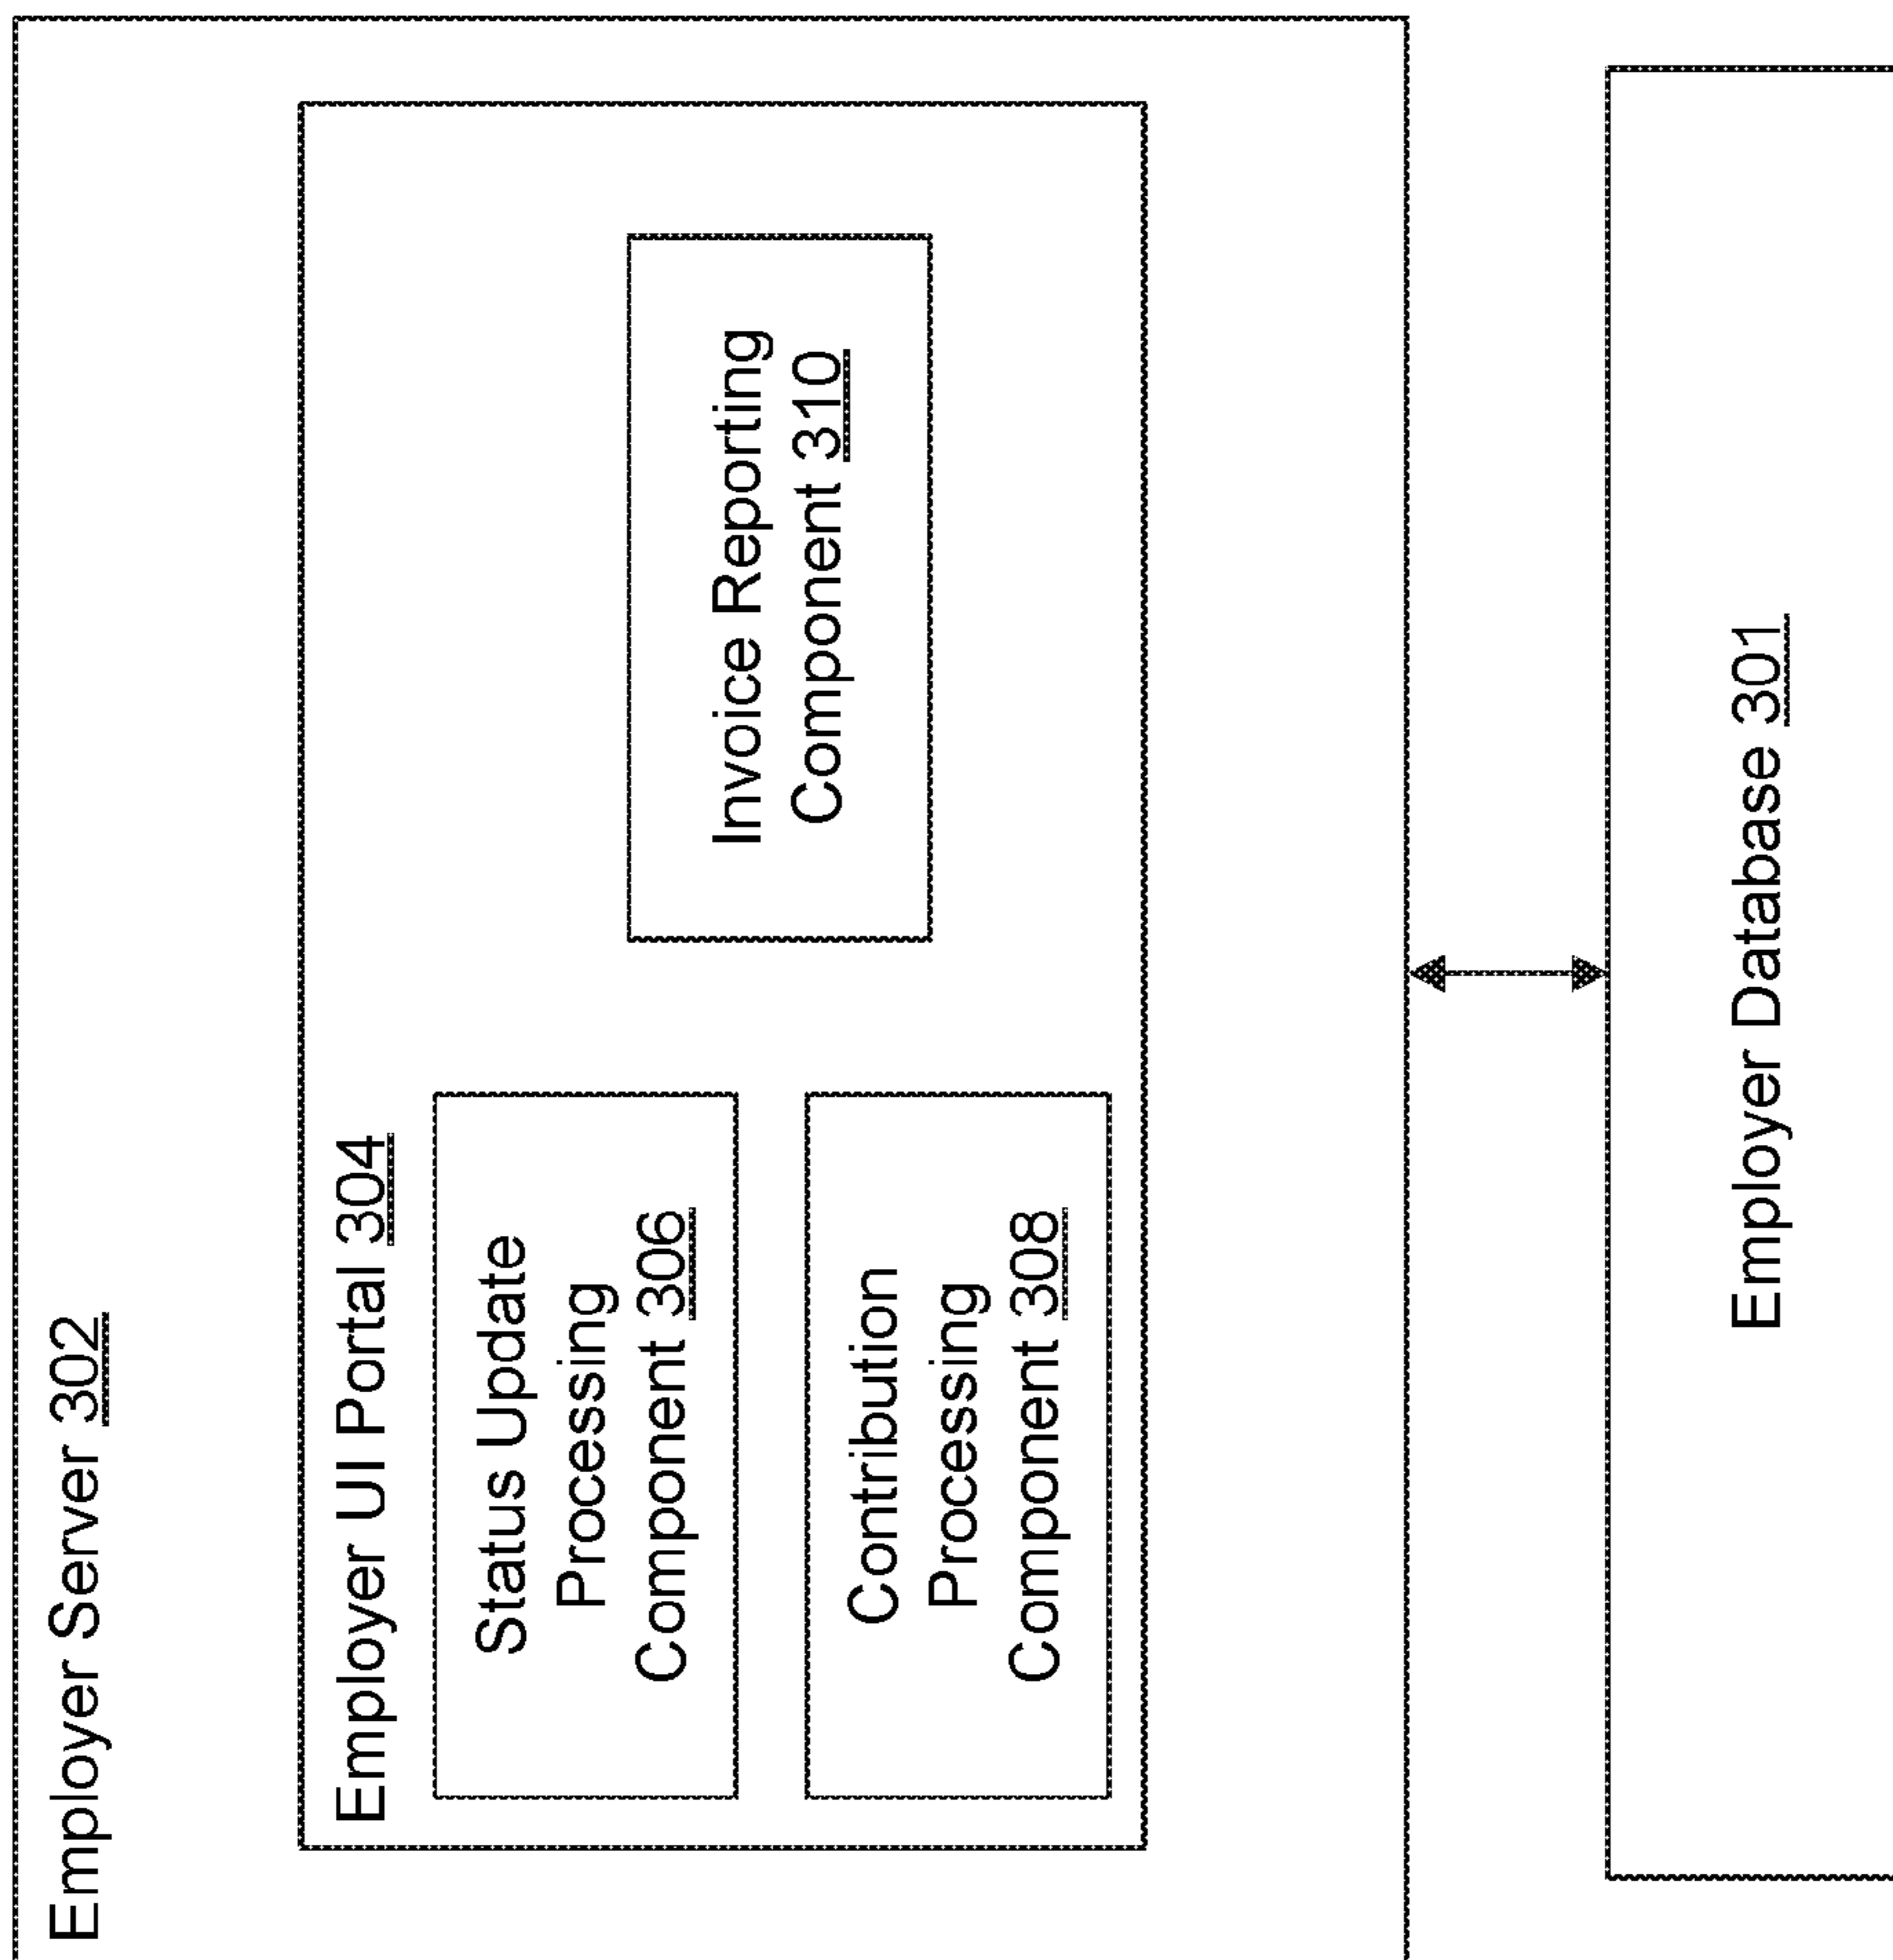 Employer Server 302
Employer UI Portal 304
Status Update
Processing
Component 306
Contribution
Processing
Component 308
Invoice Reporting
Component 310
Employer Database 301